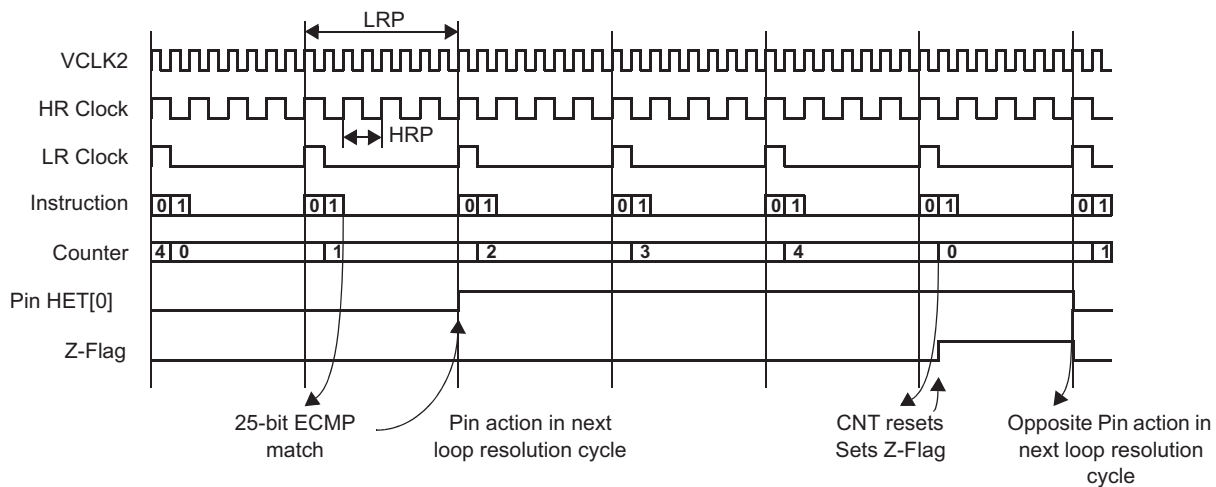 LRP
VCLK2
HR Clock
HRP
LR Clock
Instruction 0 1 0 1 0 1 0 1 0 1 0 1 0 1
Counter 4 0 1 2 3 4 0 1
Pin HET[0]
Z-Flag
25-bit ECMP
match
Pin action in next
loop resolution cycle
CNT resets
Sets Z-Flag
Opposite Pin action in
next loop resolution
cycle